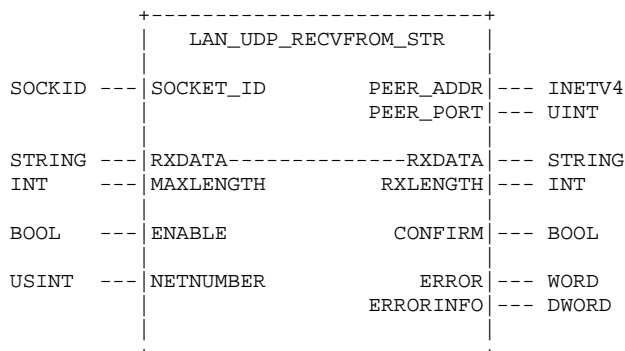 LAN_UDP_RECVFROM_STR
SOCKID ---|SOCKET_ID PEER_ADDR|--- INETV4
PEER_PORT|--- UINT
STRING ---|RXDATA--------------RXDATA|--- STRING
INT ---|MAXLENGTH RXLENGTH|--- INT
BOOL ---|ENABLE CONFIRM|--- BOOL
USINT ---|NETNUMBER ERROR|--- WORD
ERRORINFO|--- DWORD